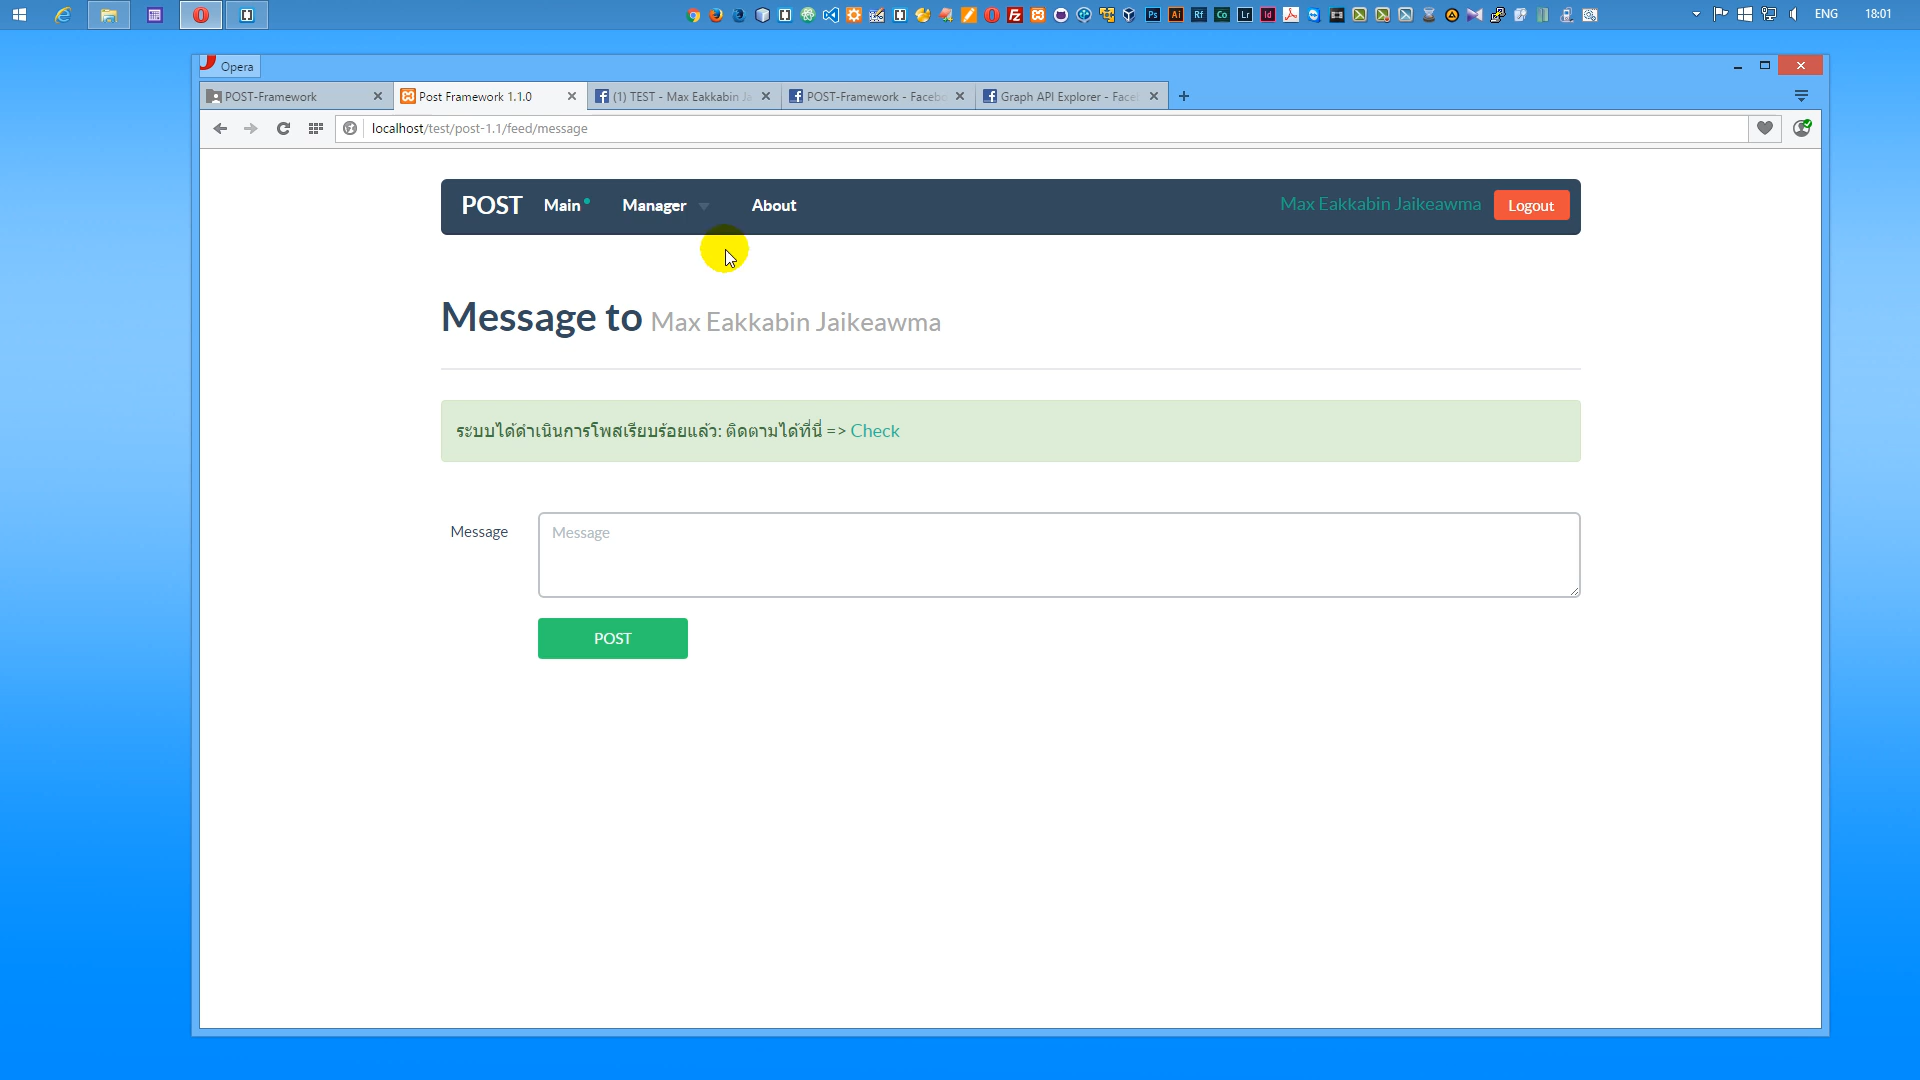 ENG 18:01
Opera
POST-Framework
Post Framework 1.1.0
(1) TEST - Max Eakkabin Ja
POST-Framework - Facebo
Graph API Explorer - Face
localhost/test/post-1.1/feed/message
POST Main Manager About Max Eakkabin Jaikeawma Logout
Message to Max Eakkabin Jaikeawma
ระบบได้ดำเนินการโพสเรียบร้อยแล้ว: ติดตามได้ที่นี่ => Check
Message Message
POST